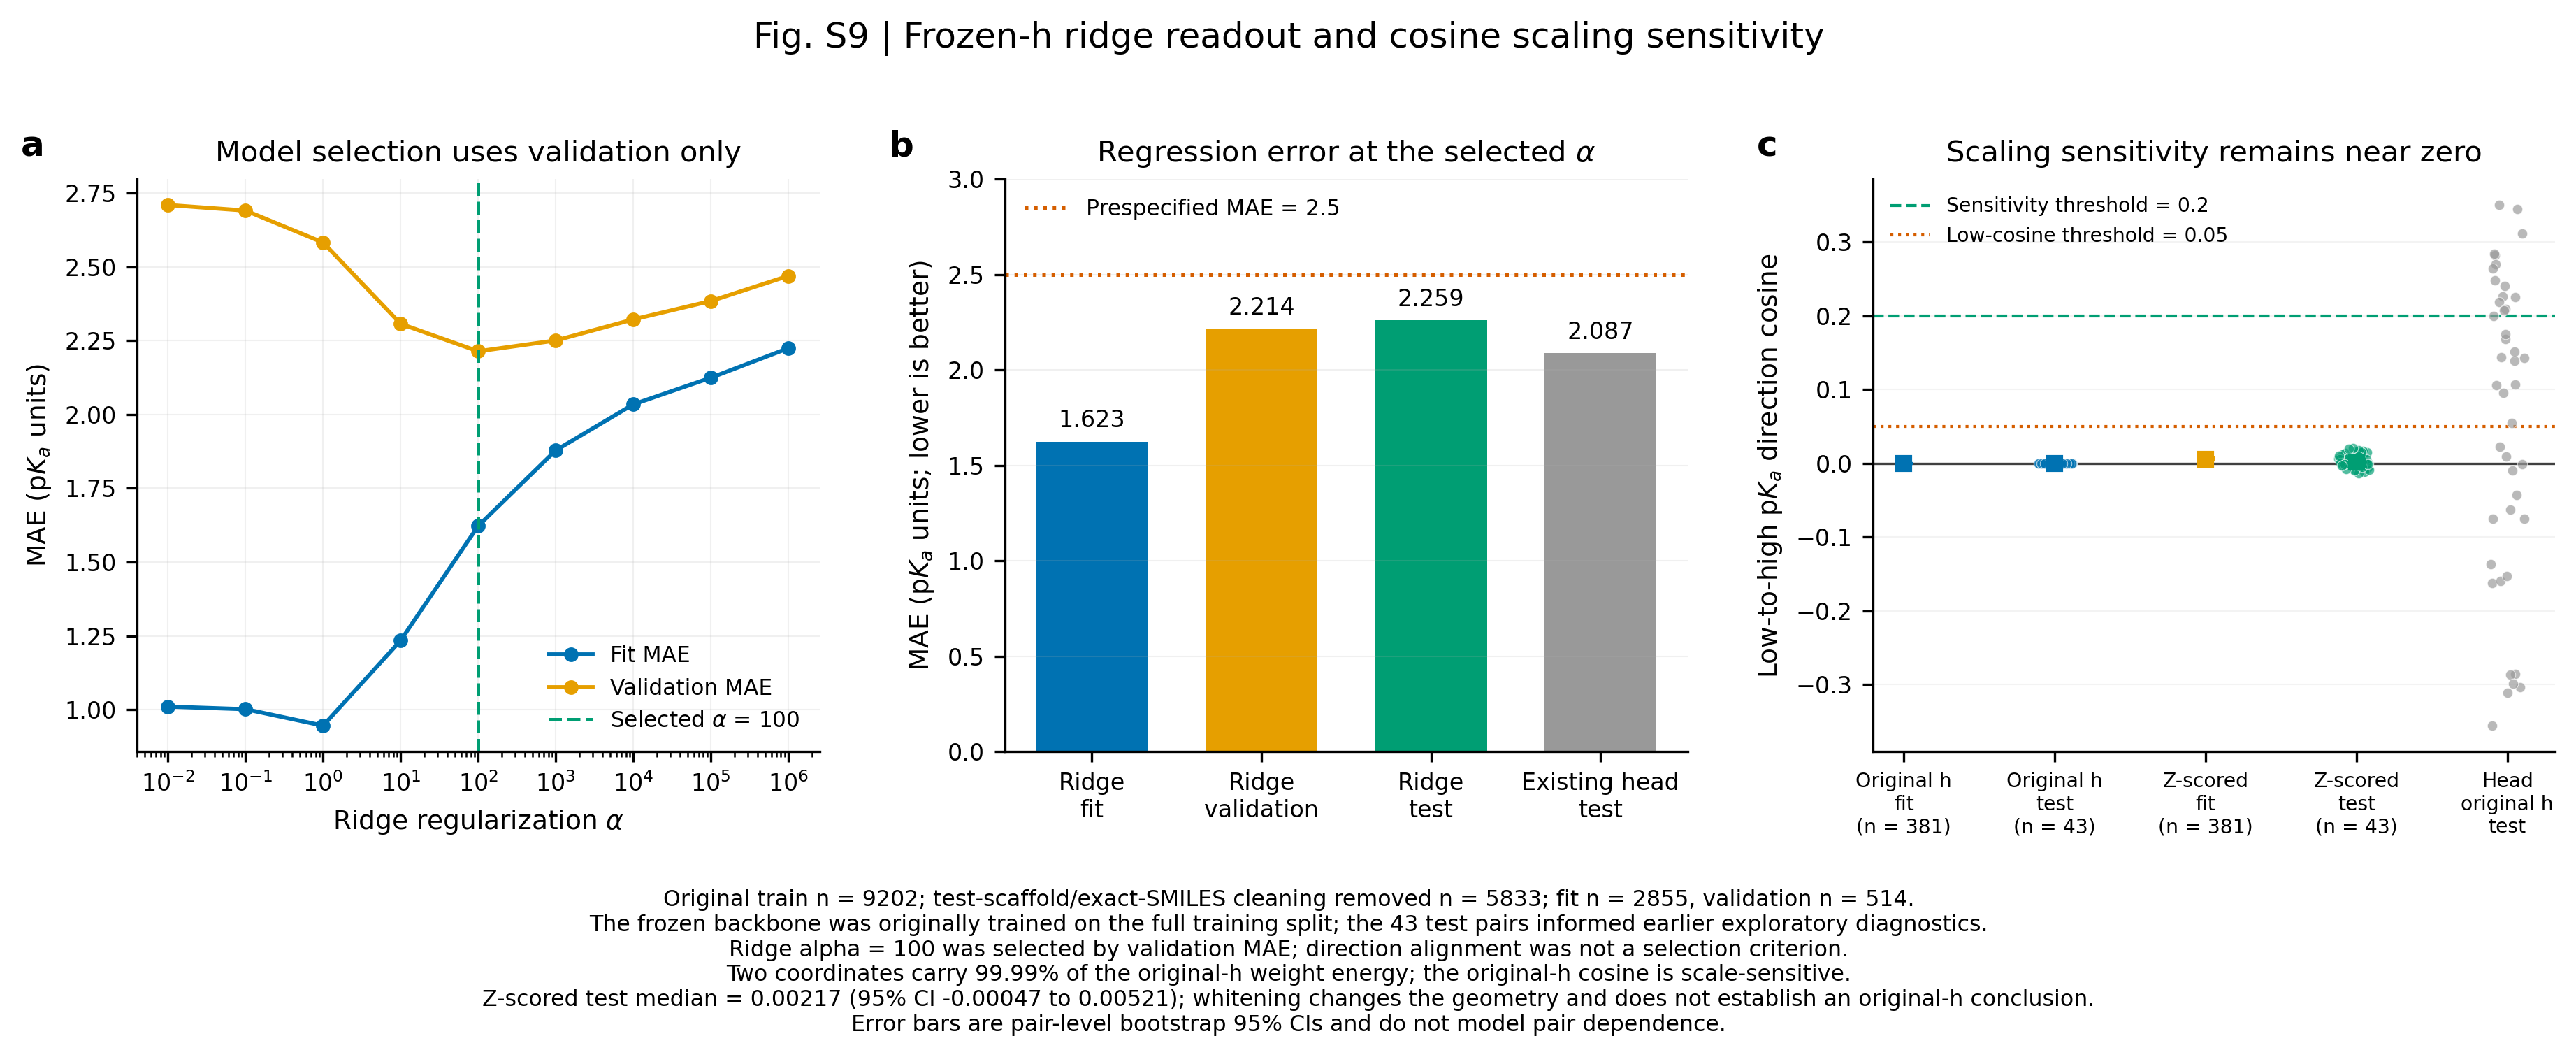 Fig. S9 | Frozen-h ridge readout and cosine scaling sensitivity
a
Model selection uses validation only
MAE (pKₐ units)
2.75
2.50
2.25
2.00
1.75
1.50
1.25
1.00
Fit MAE
Validation MAE
Selected α = 100
10⁻² 10⁻¹ 10⁰ 10¹ 10² 10³ 10⁴ 10⁵ 10⁶
Ridge regularization α
b
Regression error at the selected α
MAE (pKₐ units; lower is better)
3.0
2.5
2.0
1.5
1.0
0.5
0.0
Prespecified MAE = 2.5
1.623
2.214
2.259
2.087
Ridge
fit
Ridge
validation
Ridge
test
Existing head
test
c
Scaling sensitivity remains near zero
Low-to-high pKₐ direction cosine
0.3
0.2
0.1
0.0
−0.1
−0.2
−0.3
Sensitivity threshold = 0.2
Low-cosine threshold = 0.05
Original h
fit
(n = 381)
Original h
test
(n = 43)
Z-scored
fit
(n = 381)
Z-scored
test
(n = 43)
Head
original h
test
Original train n = 9202; test-scaffold/exact-SMILES cleaning removed n = 5833; fit n = 2855, validation n = 514.
The frozen backbone was originally trained on the full training split; the 43 test pairs informed earlier exploratory diagnostics.
Ridge alpha = 100 was selected by validation MAE; direction alignment was not a selection criterion.
Two coordinates carry 99.99% of the original-h weight energy; the original-h cosine is scale-sensitive.
Z-scored test median = 0.00217 (95% CI -0.00047 to 0.00521); whitening changes the geometry and does not establish an original-h conclusion.
Error bars are pair-level bootstrap 95% CIs and do not model pair dependence.